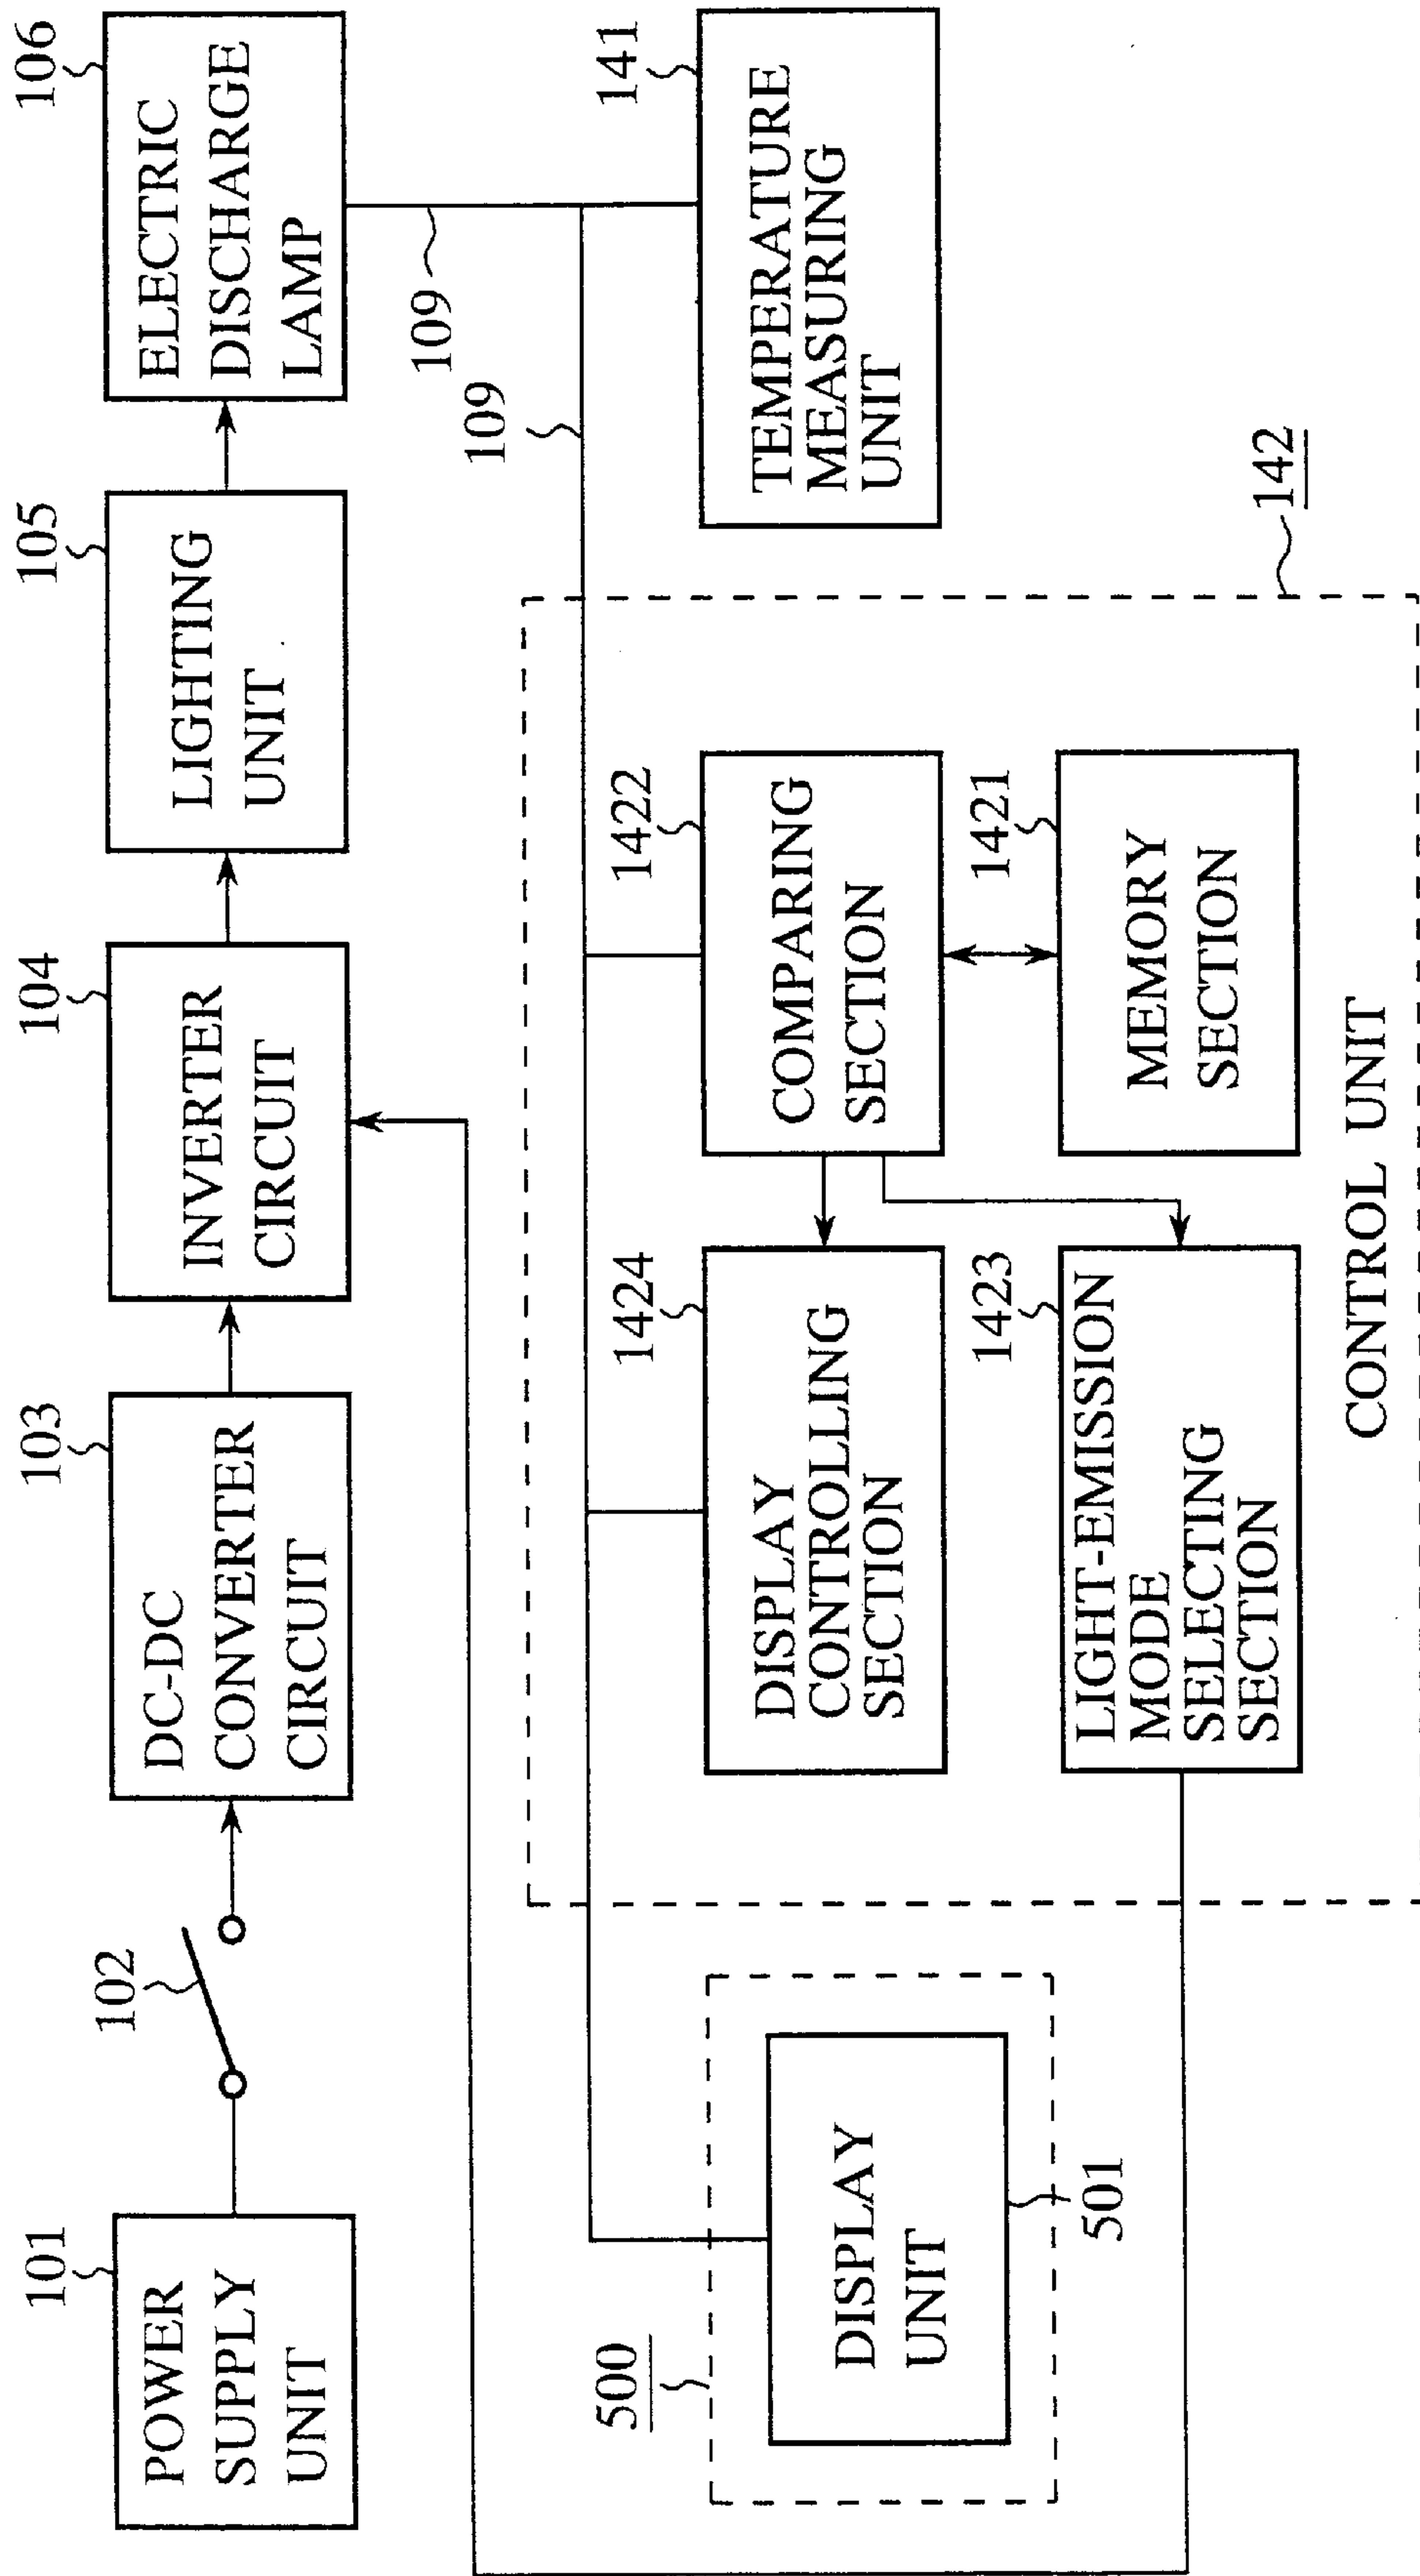 101
POWER
SUPPLY
UNIT
102
103
DC-DC
CONVERTER
CIRCUIT
104
INVERTER
CIRCUIT
105
LIGHTING
UNIT
106
ELECTRIC
DISCHARGE
LAMP
109
109
500
DISPLAY
UNIT
501
1424
DISPLAY
CONTROLLING
SECTION
1422
COMPARING
SECTION
141
TEMPERATURE
MEASURING
UNIT
1423
LIGHT-EMISSION
MODE
SELECTING
SECTION
1421
MEMORY
SECTION
142
CONTROL UNIT